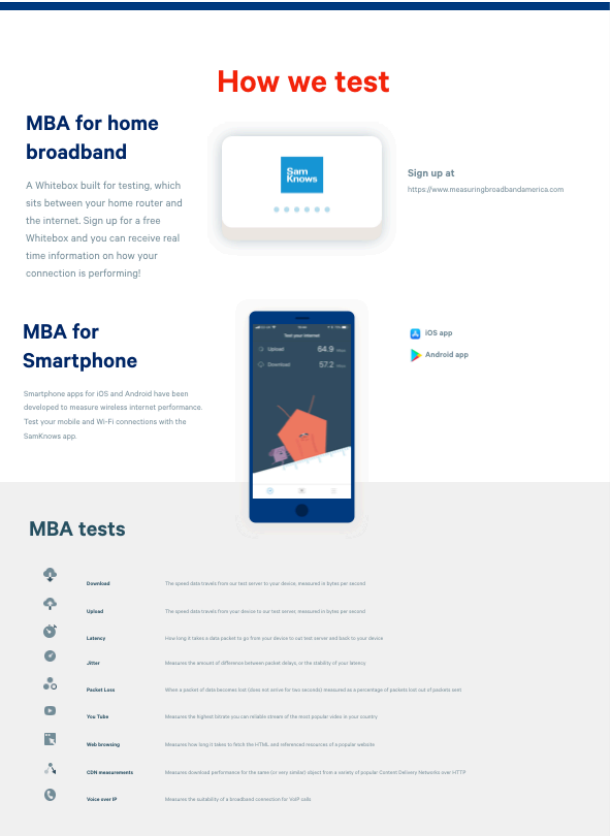 How we test
MBA for home
broadband
A Whitebox built for testing, which
sits between your home router and
the internet. Sign up for a free
Whitebox and you can receive real
time information on how your
connection is performing!
Sam
Knows
Sign up at
https://www.measuringbroadbandamerica.com
MBA for
Smartphone
Smartphone apps for iOS and Android have been
developed to measure wireless internet performance.
Test your mobile and Wi-Fi connections with the
SamKnows app.
Test your internet
Upload 64.9
Download 57.2
iOS app
Android app
MBA tests
Download The speed data travels from our test server to your device, measured in bytes per second
Upload The speed data travels from your device to our test server, measured in bytes per second
Latency How long it takes a data packet to go from your device to out test server and back to your device
Jitter Measures the amount of difference between packet delays, or the stability of your latency
Packet Loss When a packet of data becomes lost (does not arrive for two seconds) measured as a percentage of packets lost out of packets sent
You Tube Measures the highest bitrate you can reliable stream of the most popular video in your country
Web browsing Measures how long it takes to fetch the HTML and referenced resources of a popular website
CDN measurements Measures download performance for the same (or very similar) object from a variety of popular Content Delivery Networks over HTTP
Voice over IP Measures the suitability of a broadband connection for VoIP calls